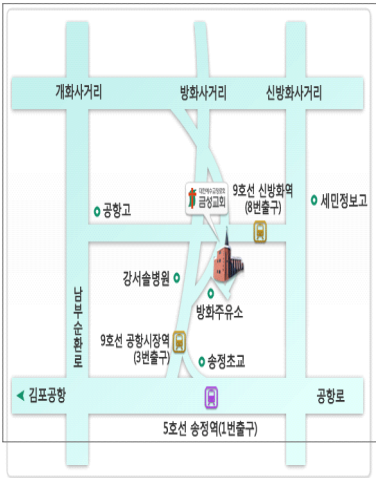 개화사거리
방화사거리
신방화사거리
대한예수교장로회
금성교회
9호선 신방화역
(8번출구)
세민정보고
공항고
강서솔병원
방화주유소
남부순환로
9호선 공항시장역
(3번출구)
송정초교
김포공항
공항로
5호선 송정역(1번출구)